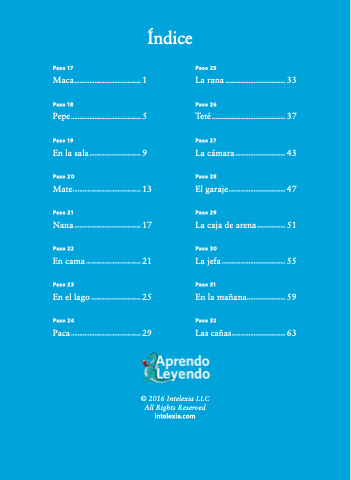 Índice
Paso 17
Maca 1
Paso 18
Pepe 5
Paso 19
En la sala 9
Paso 20
Mate 13
Paso 21
Nana 17
Paso 22
En cama 21
Paso 23
En el lago 25
Paso 24
Paca 29
Paso 25
La rana 33
Paso 26
Teté 37
Paso 27
La cámara 43
Paso 28
El garaje 47
Paso 29
La caja de arena 51
Paso 30
La jefa 55
Paso 31
En la mañana 59
Paso 32
Las cañas 63
Aprendo
Leyendo
© 2016 Intelexia LLC
All Rights Reserved
intelexia.com